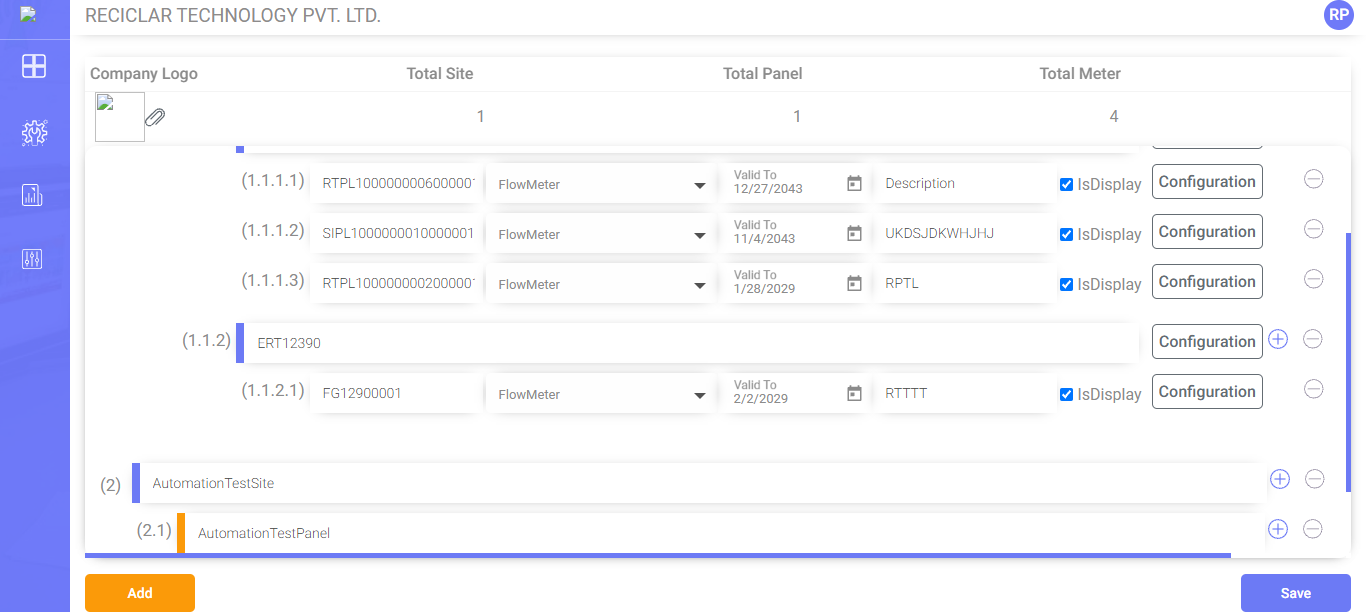 RECICLAR TECHNOLOGY PVT. LTD.
RP
Company Logo Total Site Total Panel Total Meter
1 1 4
(1.1.1.1) RTPL1000000006000001 FlowMeter Valid To 12/27/2043 Description IsDisplay Configuration
(1.1.1.2) SIPL1000000010000001 FlowMeter Valid To 11/4/2043 UKDSJDKWHJHJ IsDisplay Configuration
(1.1.1.3) RTPL1000000002000001 FlowMeter Valid To 1/28/2029 RPTL IsDisplay Configuration
(1.1.2) ERT12390 Configuration
(1.1.2.1) FG12900001 FlowMeter Valid To 2/2/2029 RTTTT IsDisplay Configuration
(2) AutomationTestSite
(2.1) AutomationTestPanel
Add Save